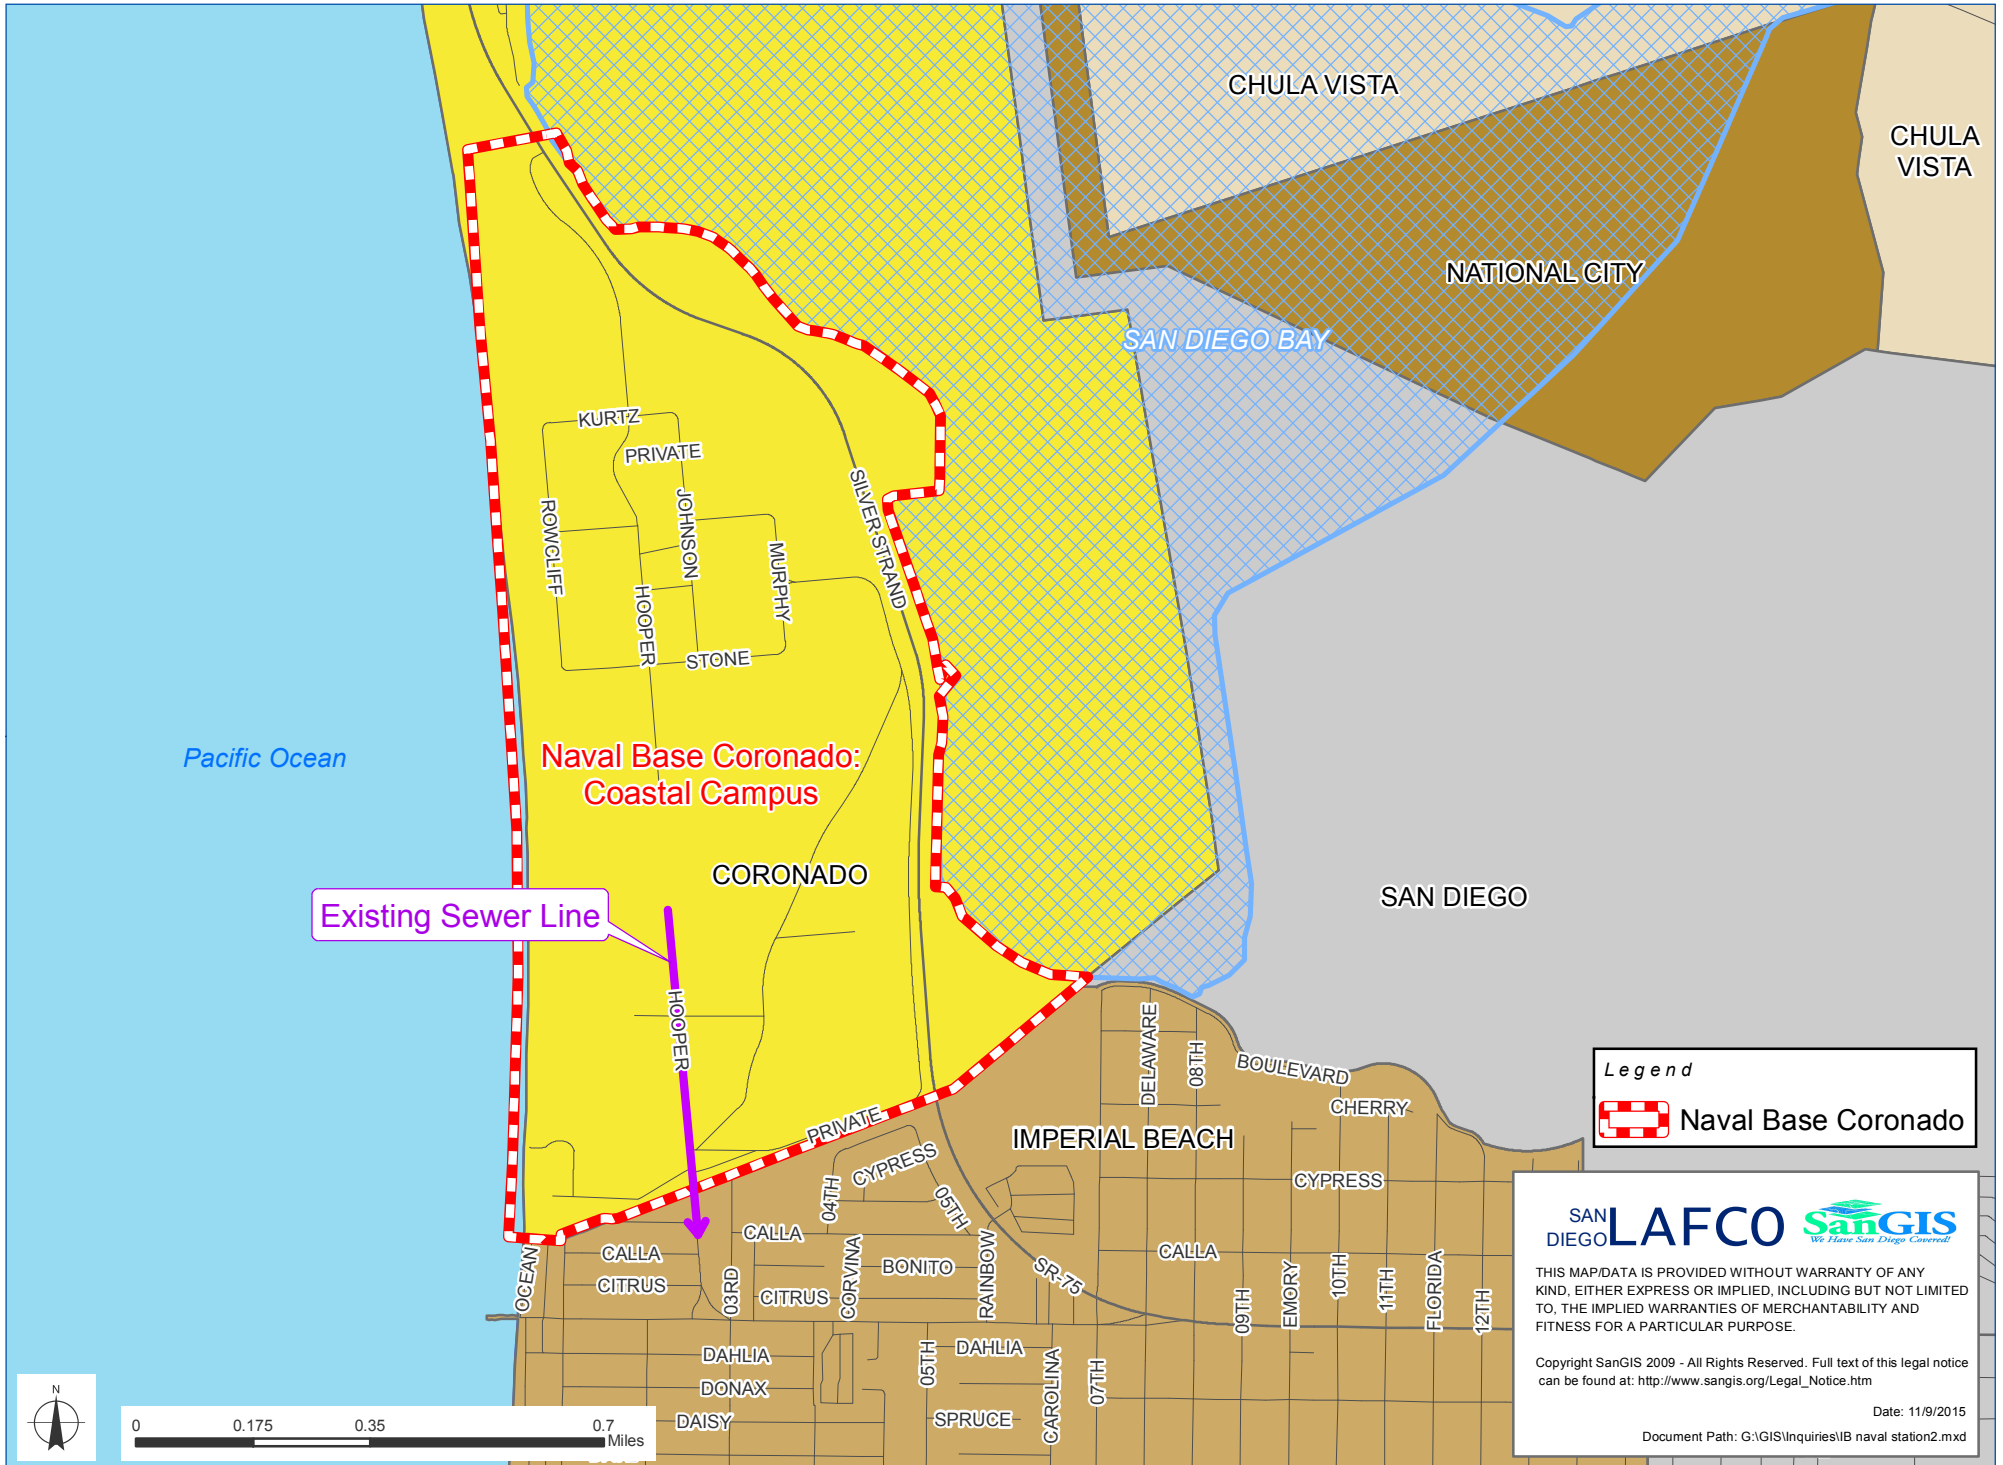 CHULA VISTA
CHULA
VISTA
NATIONAL CITY
SAN DIEGO BAY
KURTZ
PRIVATE
ROWCLIFF
JOHNSON
SILVER STRAND
MURPHY
HOOPER
STONE
Pacific Ocean
Naval Base Coronado:
Coastal Campus
CORONADO
SAN DIEGO
Existing Sewer Line
HOOPER
DELAWARE
08TH
BOULEVARD
CHERRY
PRIVATE
IMPERIAL BEACH
CYPRESS
CYPRESS
04TH
05TH
CALLA
CALLA
CALLA
OCEAN
CITRUS
03RD
CITRUS
CORVINA
BONITO
RAINBOW
SR-75
09TH
EMORY
10TH
11TH
FLORIDA
12TH
DAHLIA
DAHLIA
05TH
DONAX
CAROLINA
07TH
DAISY
SPRUCE
Legend
Naval Base Coronado
SAN
DIEGO LAFCO
SanGIS
We Have San Diego Covered!
THIS MAP/DATA IS PROVIDED WITHOUT WARRANTY OF ANY
KIND, EITHER EXPRESS OR IMPLIED, INCLUDING BUT NOT LIMITED
TO, THE IMPLIED WARRANTIES OF MERCHANTABILITY AND
FITNESS FOR A PARTICULAR PURPOSE.
Copyright SanGIS 2009 - All Rights Reserved. Full text of this legal notice
can be found at: http://www.sangis.org/Legal_Notice.htm
Date: 11/9/2015
Document Path: G:\GIS\Inquiries\IB naval station2.mxd
N
0 0.175 0.35 0.7
Miles